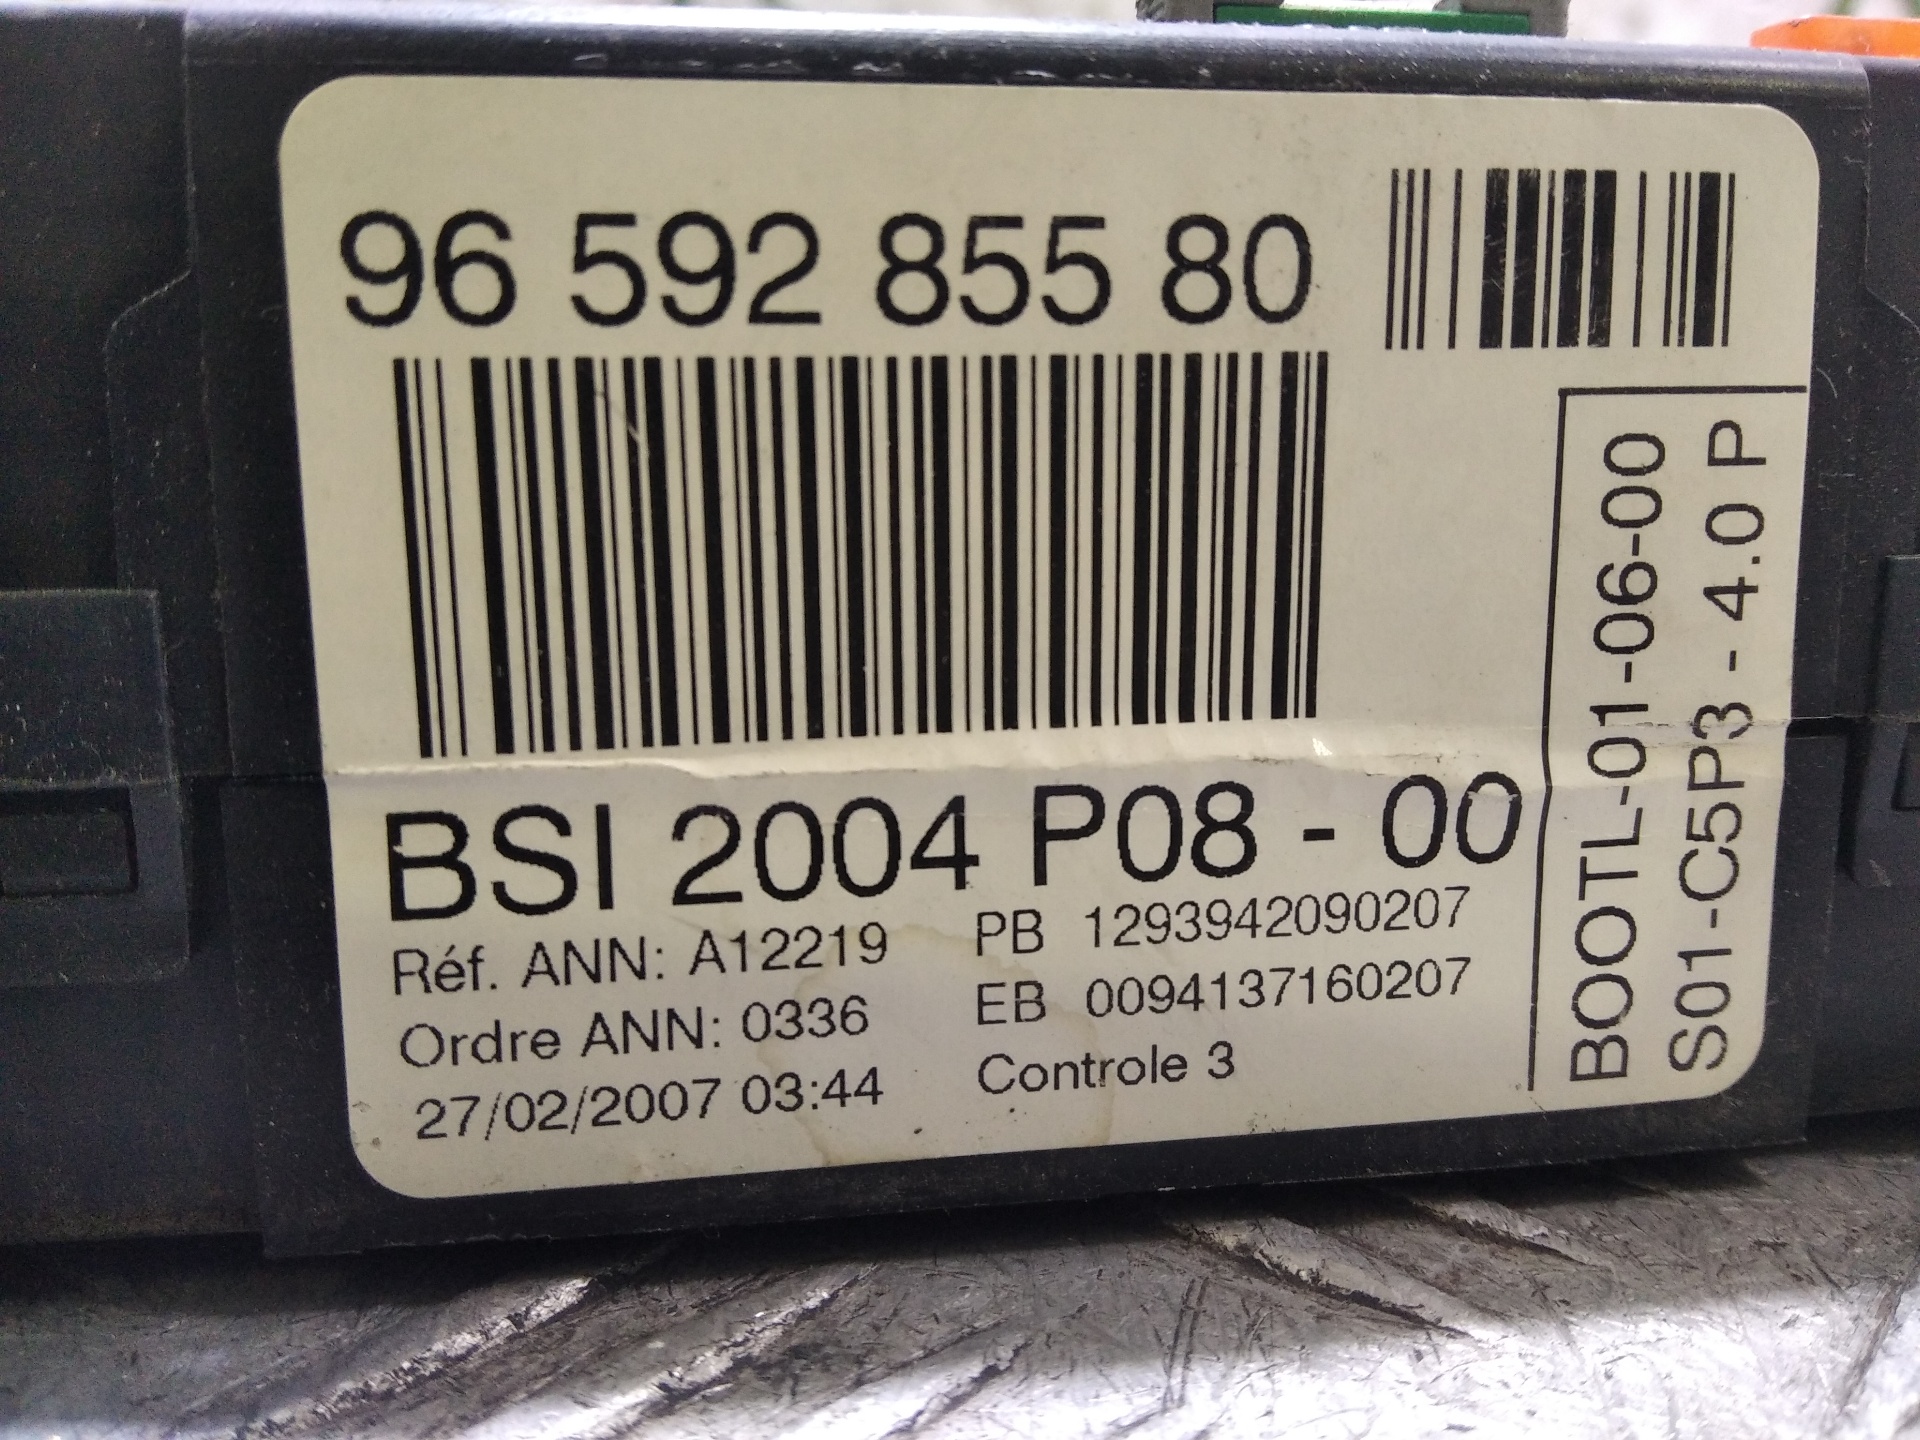 96 592 855 80
BSI 2004 P08 - 00
Réf. ANN: A12219
Ordre ANN: 0336
27/02/2007 03:44
PB 1293942090207
EB 0094137160207
Controle 3
BOOTL-01-06-00
S01-C5P3 - 4.0 P